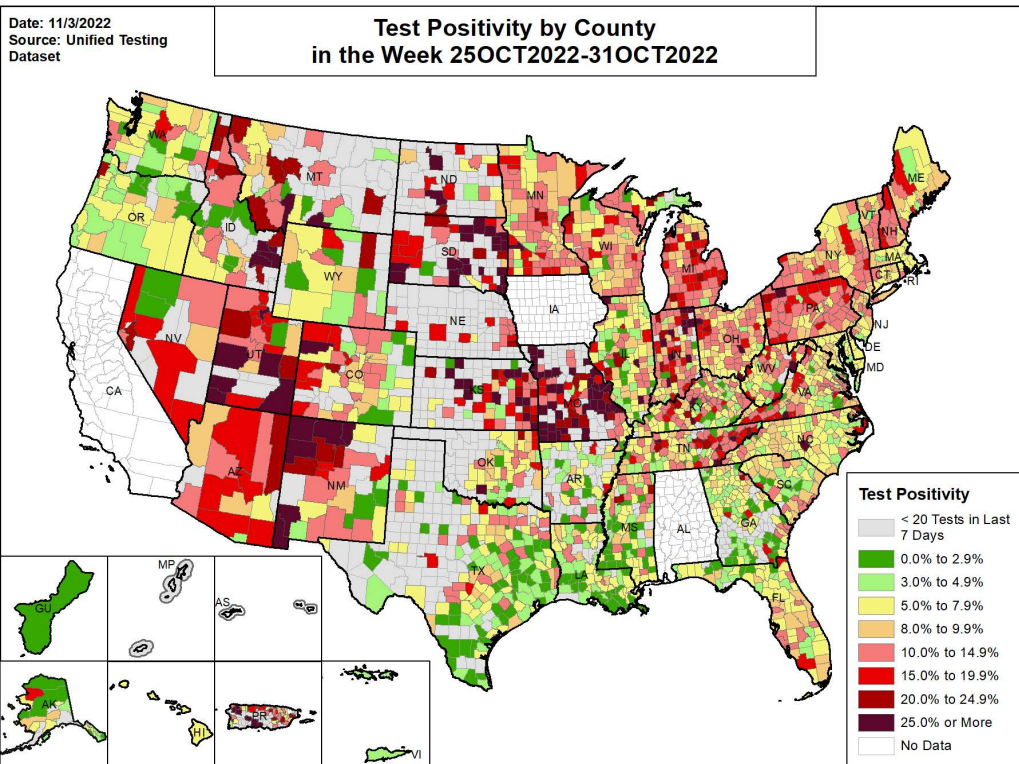 Date: 11/3/2022
Source: Unified Testing
Dataset
Test Positivity by County
in the Week 25OCT2022-31OCT2022
WA
MT
ND
MN
ME
OR
ID
SD
WI
MI
VT
NH
NY
MA
CT
RI
WY
NE
IA
PA
NJ
NV
UT
CO
IL
IN
OH
DE
MD
WV
VA
CA
KS
MO
KY
AZ
NM
OK
AR
TN
NC
SC
TX
LA
MS
AL
GA
FL
GU
MP
AS
AK
HI
PR
VI
Test Positivity
< 20 Tests in Last
7 Days
0.0% to 2.9%
3.0% to 4.9%
5.0% to 7.9%
8.0% to 9.9%
10.0% to 14.9%
15.0% to 19.9%
20.0% to 24.9%
25.0% or More
No Data